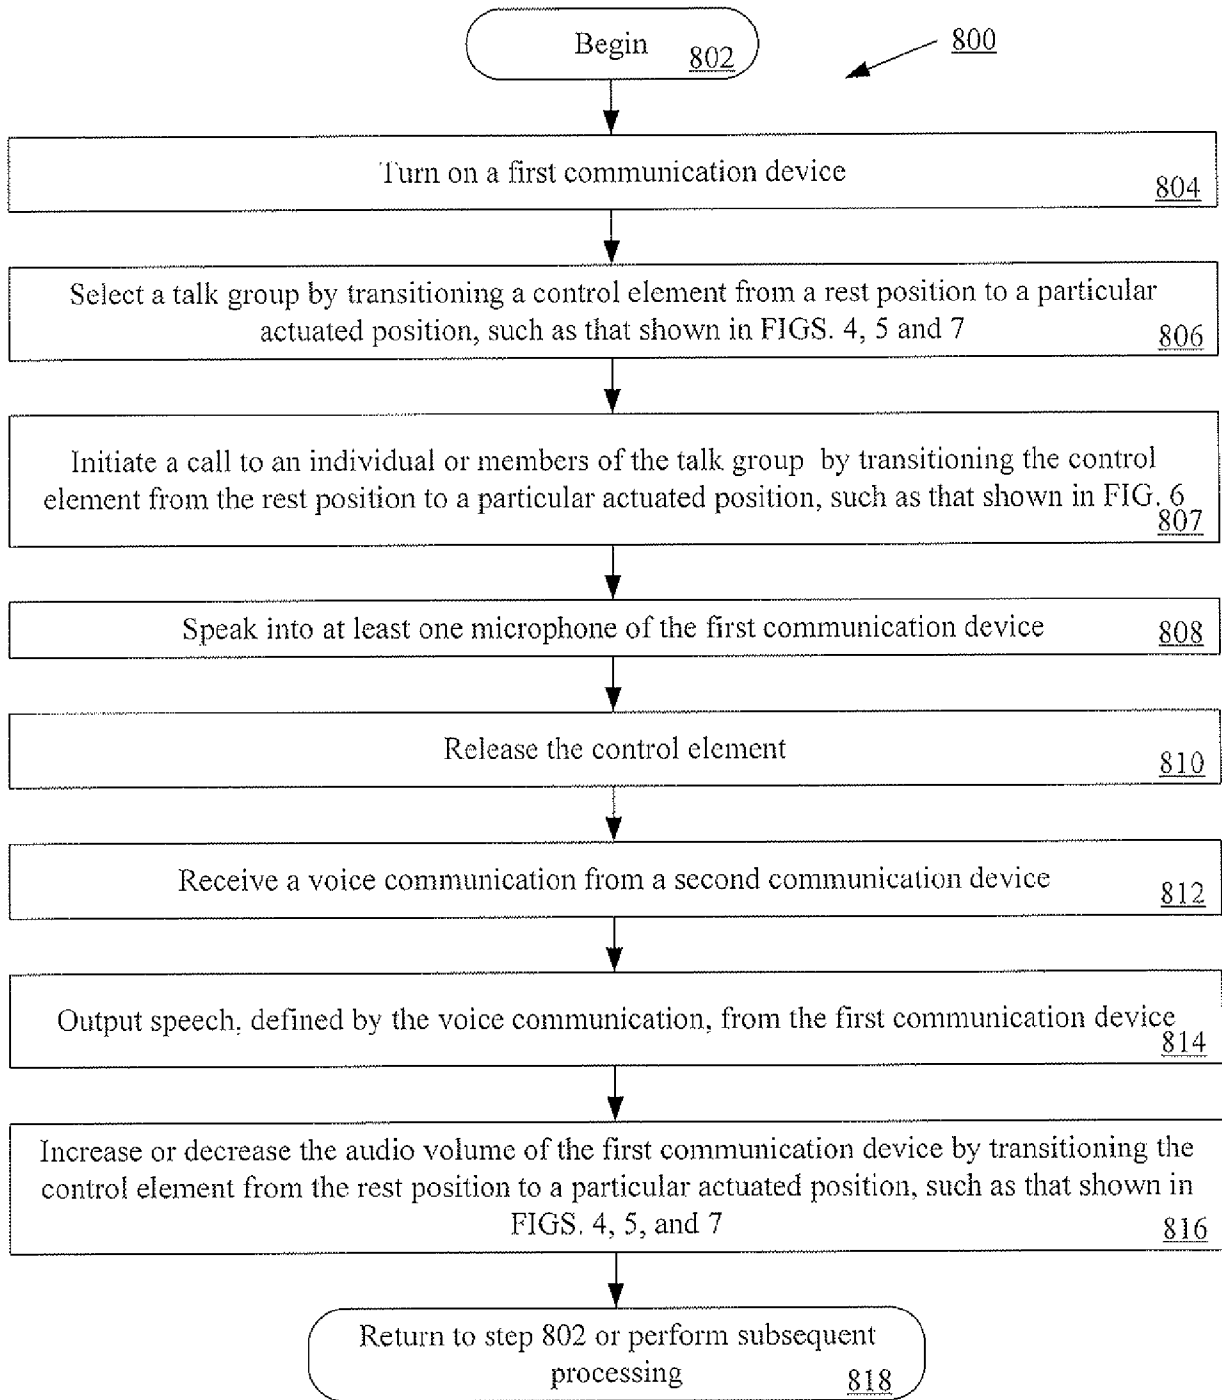 Begin
802
800
Turn on a first communication device
804
Select a talk group by transitioning a control element from a rest position to a particular
actuated position, such as that shown in FIGS. 4, 5 and 7
806
Initiate a call to an individual or members of the talk group by transitioning the control
element from the rest position to a particular actuated position, such as that shown in FIG. 6
807
Speak into at least one microphone of the first communication device
808
Release the control element
810
Receive a voice communication from a second communication device
812
Output speech, defined by the voice communication, from the first communication device
814
Increase or decrease the audio volume of the first communication device by transitioning the
control element from the rest position to a particular actuated position, such as that shown in
FIGS. 4, 5, and 7
816
Return to step 802 or perform subsequent
processing
818